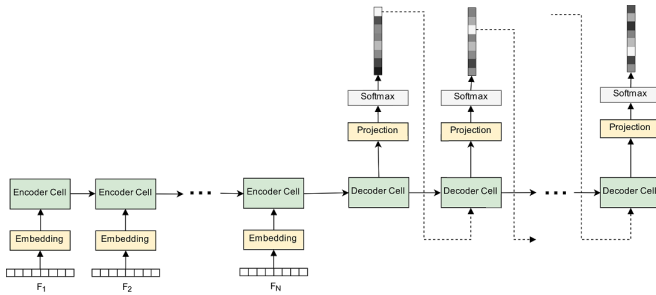 Softmax
Softmax
Softmax
Projection
Projection
Projection
Encoder Cell
Encoder Cell
Encoder Cell
Decoder Cell
Decoder Cell
Decoder Cell
Embedding
Embedding
Embedding
F1
F2
FN